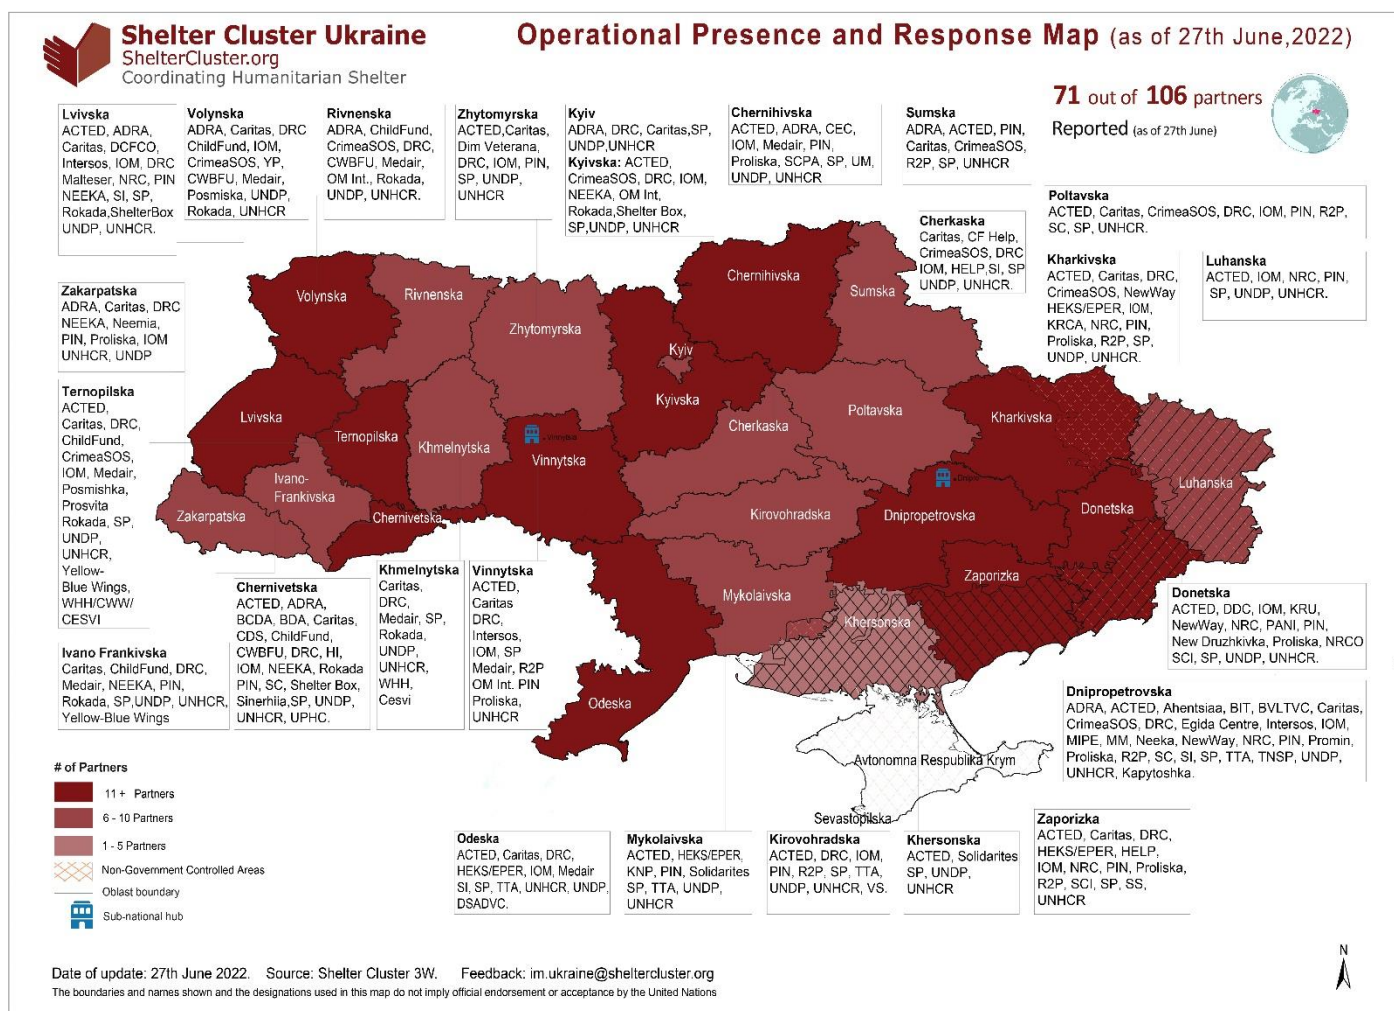 Shelter Cluster Ukraine
ShelterCluster.org
Coordinating Humanitarian Shelter
Operational Presence and Response Map (as of 27th June,2022)
71 out of 106 partners
Reported (as of 27th June)
Lvivska
ACTED, ADRA,
Caritas, DCFCO,
Intersos, IOM, DRC
Malteser, NRC, PIN
NEEKA, SI, SP,
Rokada,ShelterBox
UNDP, UNHCR.
Volynska
ADRA, Caritas, DRC
ChildFund, IOM,
CrimeaSOS, YP,
CWBFU, Medair,
Posmiska, UNDP,
Rokada, UNHCR
Rivnenska
ADRA, ChildFund,
CrimeaSOS, DRC,
CWBFU, Medair,
OM Int., Rokada,
UNDP, UNHCR.
Zhytomyrska
ACTED,Caritas,
Dim Veterana,
DRC, IOM, PIN,
SP, UNDP,
UNHCR
Kyiv
ADRA, DRC, Caritas,SP,
UNDP,UNHCR
Kyivska: ACTED,
CrimeaSOS, DRC, IOM,
NEEKA, OM Int,
Rokada,Shelter Box,
SP,UNDP, UNHCR
Chernihivska
ACTED, ADRA, CEC,
IOM, Medair, PIN,
Proliska, SCPA, SP, UM,
UNDP, UNHCR
Sumska
ADRA, ACTED, PIN,
Caritas, CrimeaSOS,
R2P, SP, UNHCR
Cherkaska
Caritas, CF Help,
CrimeaSOS, DRC
IOM, HELP,SI, SP
UNDP, UNHCR.
Poltavska
ACTED, Caritas, CrimeaSOS, DRC, IOM, PIN, R2P,
SC, SP, UNHCR.
Kharkivska
ACTED, Caritas, DRC,
CrimeaSOS, NewWay
HEKS/EPER, IOM,
KRCA, NRC, PIN,
Proliska, R2P, SP,
UNDP, UNHCR.
Luhanska
ACTED, IOM, NRC, PIN,
SP, UNDP, UNHCR.
Zakarpatska
ADRA, Caritas, DRC
NEEKA, Neemia,
PIN, Proliska, IOM
UNHCR, UNDP
Ternopilska
ACTED,
Caritas, DRC,
ChildFund,
CrimeaSOS,
IOM, Medair,
Posmishka,
Prosvita
Rokada, SP,
UNDP,
UNHCR,
Yellow-
Blue Wings,
WHH/CWW/
CESVI
Ivano Frankivska
Caritas, ChildFund, DRC,
Medair, NEEKA, PIN,
Rokada, SP,UNDP, UNHCR,
Yellow-Blue Wings
Chernivetska
ACTED, ADRA,
BCDA, BDA, Caritas,
CDS, ChildFund,
CWBFU, DRC, HI,
IOM, NEEKA, Rokada
PIN, SC, Shelter Box,
Sinerhiia,SP, UNDP,
UNHCR, UPHC.
Khmelnytska
Caritas,
DRC,
Medair, SP,
Rokada,
UNDP,
UNHCR,
WHH,
Cesvi
Vinnytska
ACTED,
Caritas
DRC,
Intersos,
IOM, SP
Medair, R2P
OM Int. PIN
Proliska,
UNHCR
Volynska
Rivnenska
Zhytomyrska
Kyiv
Kyivska
Chernihivska
Sumska
Lvivska
Ternopilska
Khmelnytska
Vinnytsia
Vinnytska
Cherkaska
Poltavska
Kharkivska
Luhanska
Ivano-
Frankivska
Zakarpatska
Chernivetska
Kirovohradska
Dnipro
Dnipropetrovska
Donetska
Zaporizka
Mykolaivska
Khersonska
Odeska
Avtonomna Respublika Krym
Sevastopilska
Donetska
ACTED, DDC, IOM, KRU,
NewWay, NRC, PANI, PIN,
New Druzhkivka, Proliska, NRCO
SCI, SP, UNDP, UNHCR.
Dnipropetrovska
ADRA, ACTED, Ahentsiaa, BIT, BVLTVC, Caritas,
CrimeaSOS, DRC, Egida Centre, Intersos, IOM,
MIPE, MM, Neeka, NewWay, NRC, PIN, Promin,
Proliska, R2P, SC, SI, SP, TTA, TNSP, UNDP,
UNHCR, Kapytoshka.
# of Partners
11 + Partners
6 - 10 Partners
1 - 5 Partners
Non-Government Controlled Areas
Oblast boundary
Sub-national hub
Odeska
ACTED, Caritas, DRC,
HEKS/EPER, IOM, Medair
SI, SP, TTA, UNHCR, UNDP,
DSADVC.
Mykolaivska
ACTED, HEKS/EPER,
KNP, PIN, Solidarites
SP, TTA, UNDP,
UNHCR
Kirovohradska
ACTED, DRC, IOM,
PIN, R2P, SP, TTA,
UNDP, UNHCR, VS.
Khersonska
ACTED, Solidarites
SP, UNDP,
UNHCR
Zaporizka
ACTED, Caritas, DRC,
HEKS/EPER, HELP,
IOM, NRC, PIN, Proliska,
R2P, SCI, SP, SS,
UNHCR
N
Date of update: 27th June 2022. Source: Shelter Cluster 3W. Feedback: im.ukraine@sheltercluster.org
The boundaries and names shown and the designations used in this map do not imply official endorsement or acceptance by the United Nations